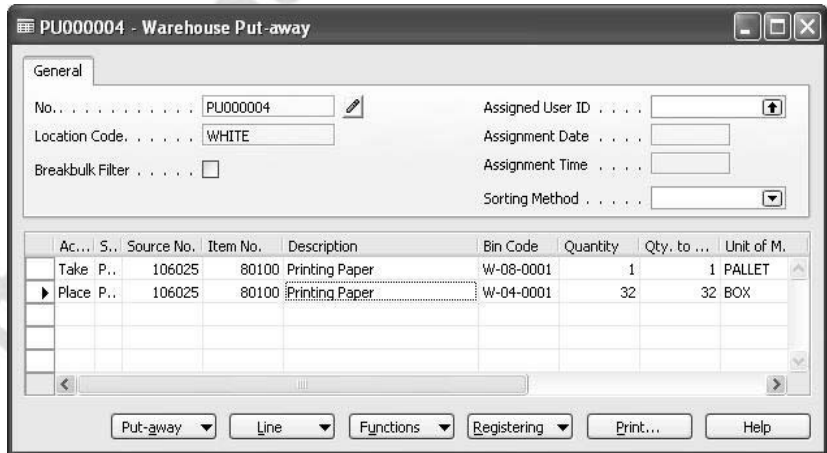 PU000004 - Warehouse Put-away
General
No. . . . . . . . . . . . PU000004 Assigned User ID . . . .
Location Code. . . . . . WHITE Assignment Date . . . .
Breakbulk Filter . . . . . Assignment Time . . . .
Sorting Method . . . . .
Ac... S.. Source No. Item No. Description Bin Code Quantity Qty. to ... Unit of M.
Take P.. 106025 80100 Printing Paper W-08-0001 1 1 PALLET
Place P.. 106025 80100 Printing Paper W-04-0001 32 32 BOX
Put-away Line Functions Registering Print... Help